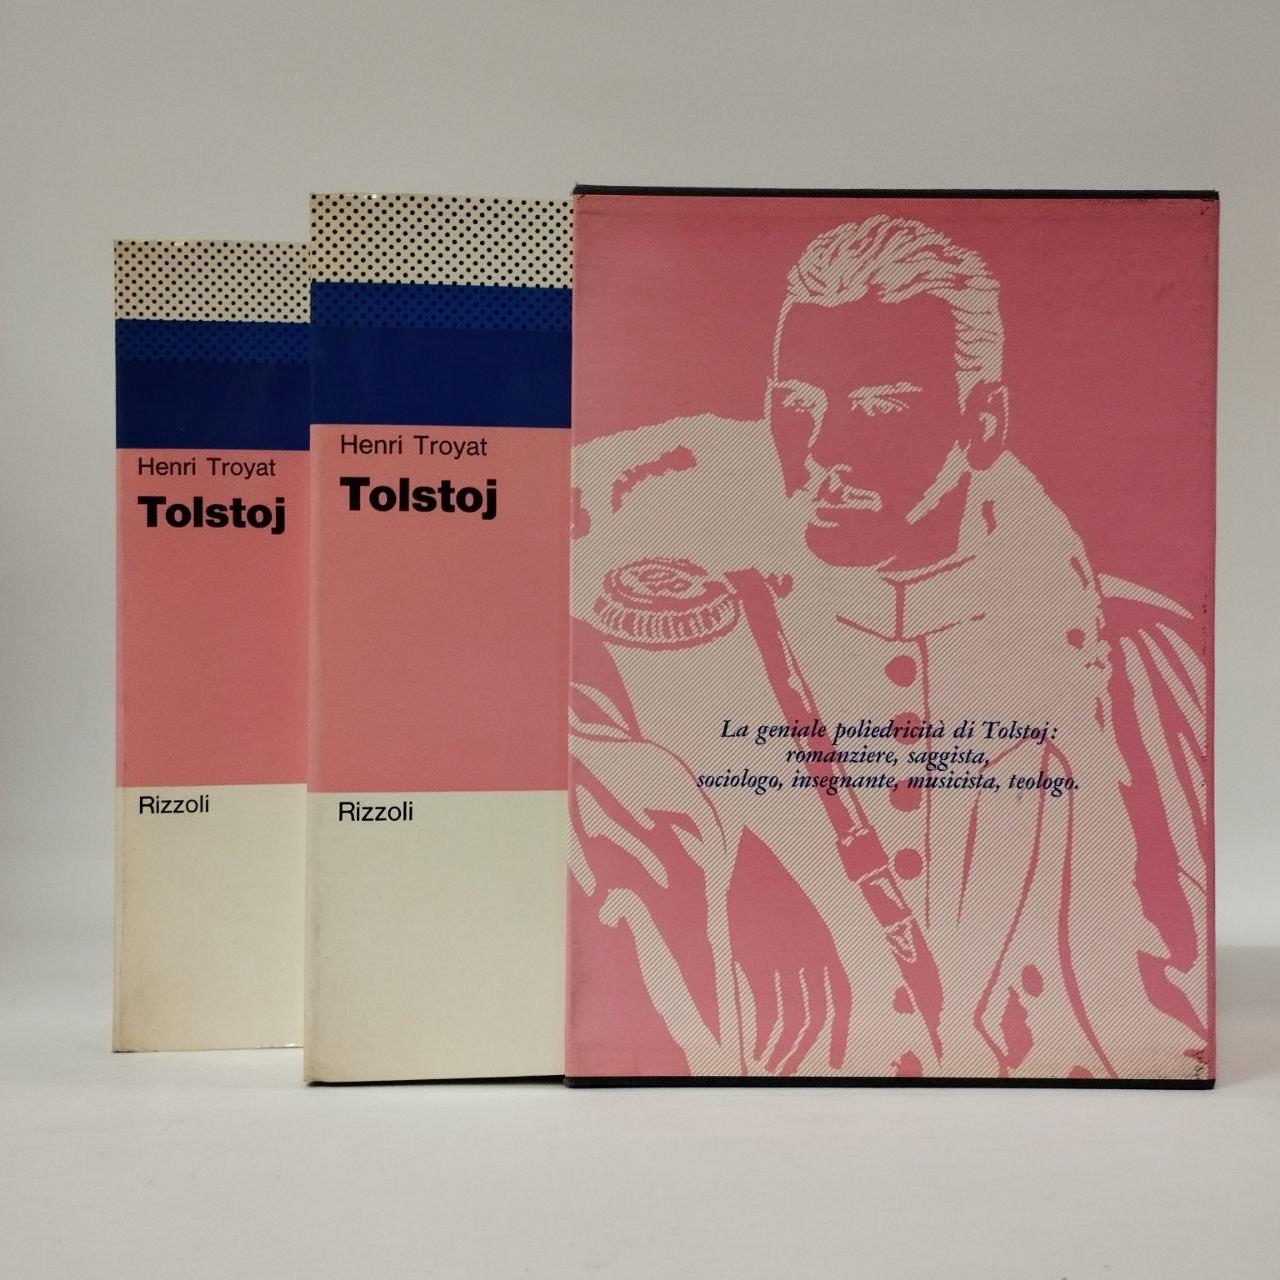 Henri Troyat
Tolstoj
Rizzoli
Henri Troyat
Tolstoj
Rizzoli
La geniale poliedricità di Tolstoj:
romanziere, saggista,
sociologo, insegnante, musicista, teologo.